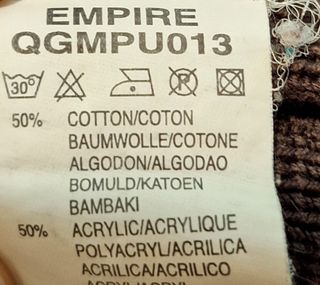 EMPIRE
QGMPU013
30° P
50% COTTON/COTON
BAUMWOLLE/COTONE
ALGODON/ALGODAO
BOMULD/KATOEN
BAMBAKI
50% ACRYLIC/ACRYLIQUE
POLYACRYL/ACRILICA
ACRILICA/ACRILICO